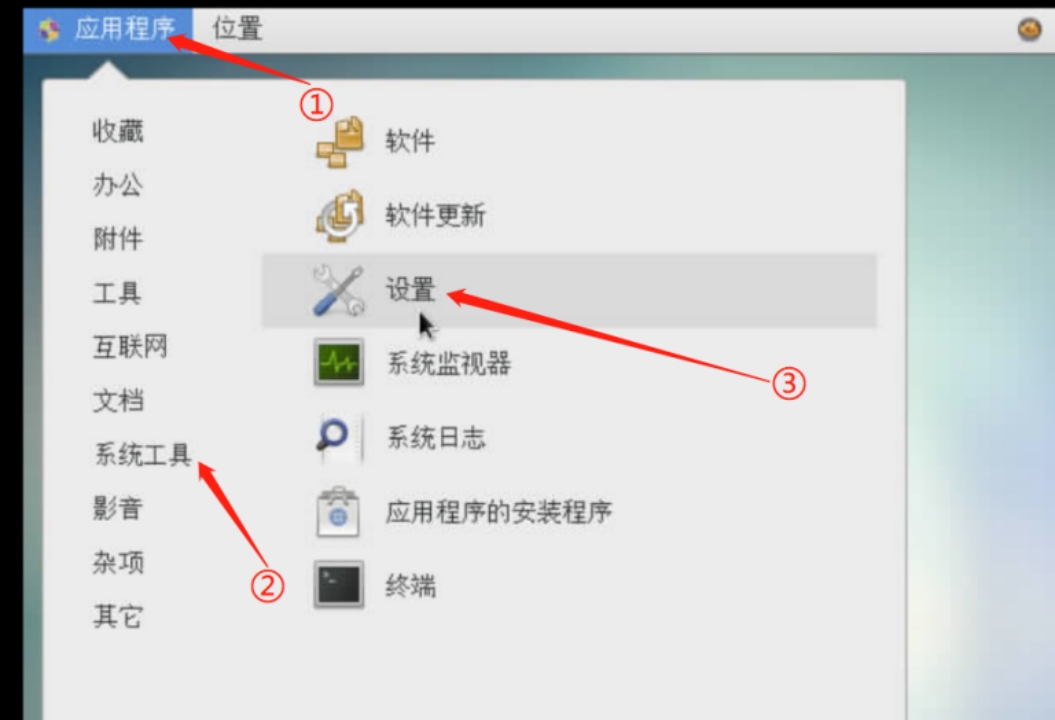 应用程序 位置
①
收藏
办公
附件
工具
互联网
文档
系统工具
影音
杂项
其它
软件
软件更新
设置
系统监视器
系统日志
应用程序的安装程序
终端
③
②